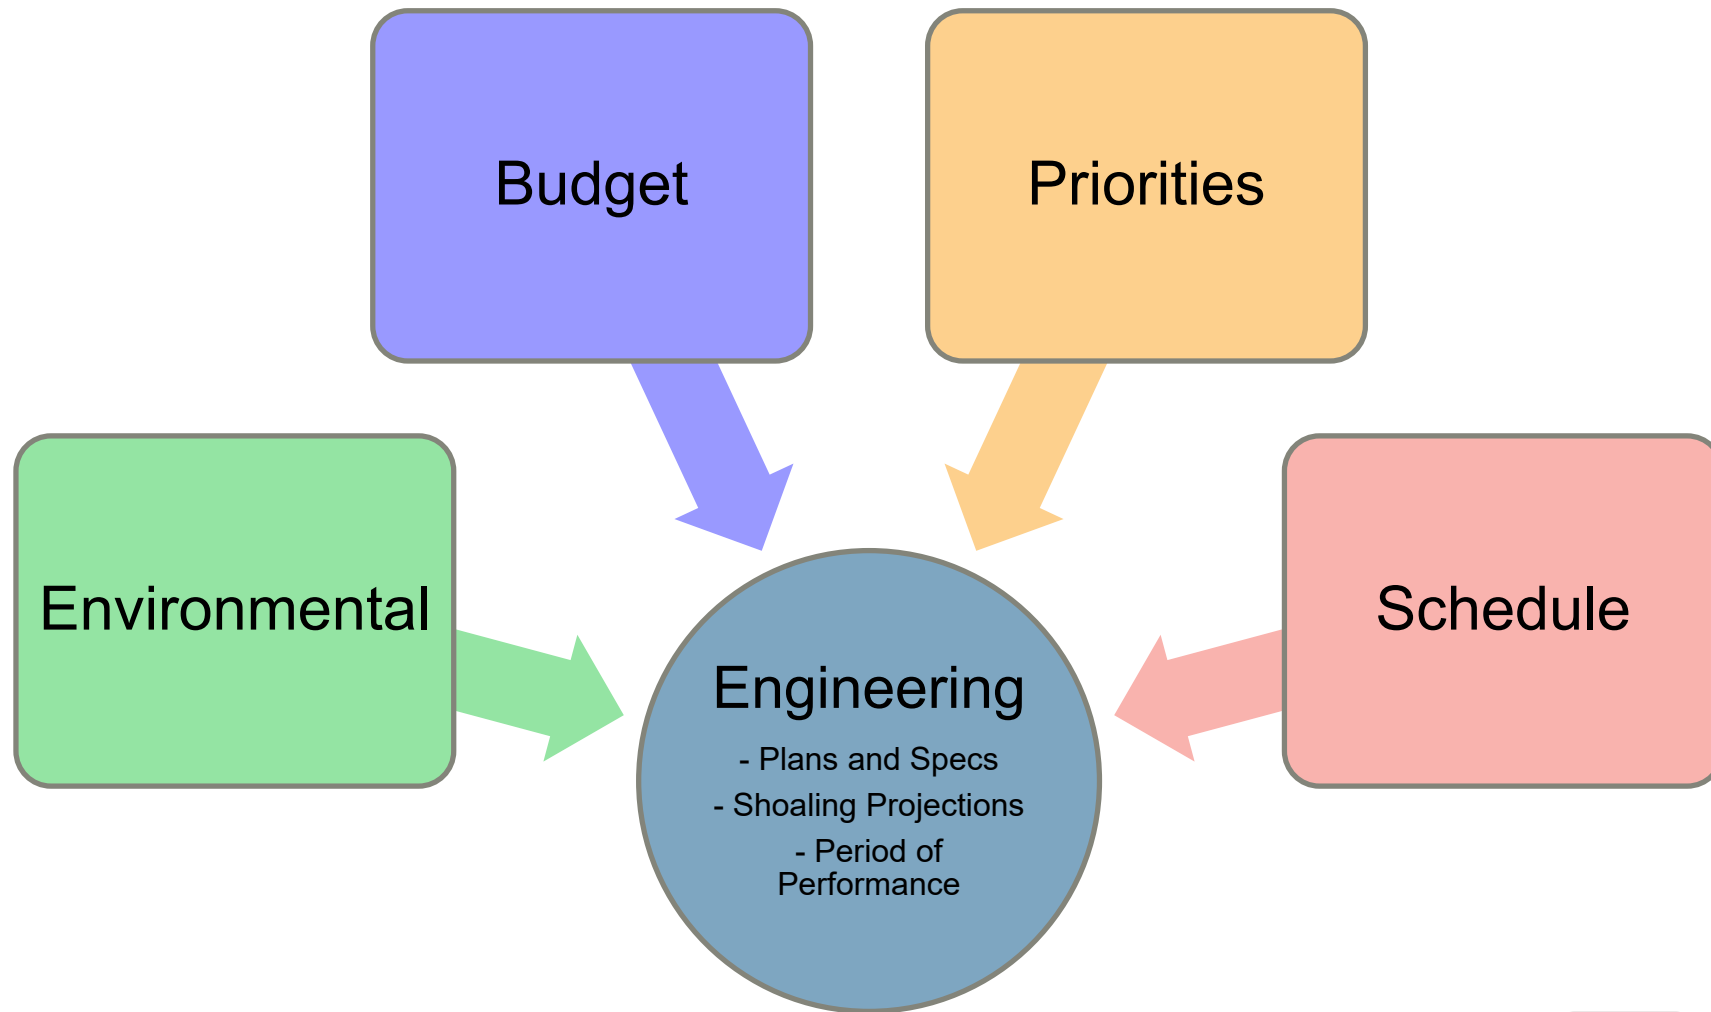 Budget
Priorities
Environmental
Schedule
Engineering
- Plans and Specs
- Shoaling Projections
- Period of
Performance